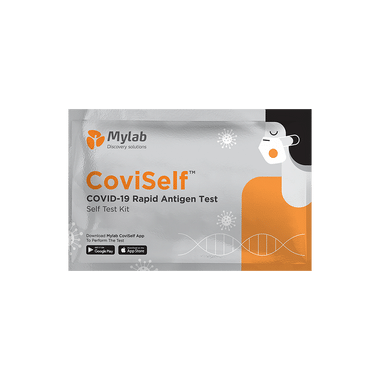 Mylab
Discovery solutions
CoviSelf™
COVID-19 Rapid Antigen Test
Self Test Kit
Download Mylab CoviSelf App
To Perform The Test
Google Play
App Store